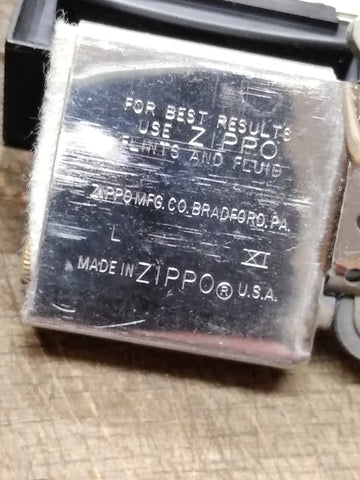 FOR BEST RESULTS
USE ZIPPO
FLINTS AND FLUID
ZIPPO MFG. CO. BRADFORD, PA.
L XI
MADE IN ZIPPO® U.S.A.